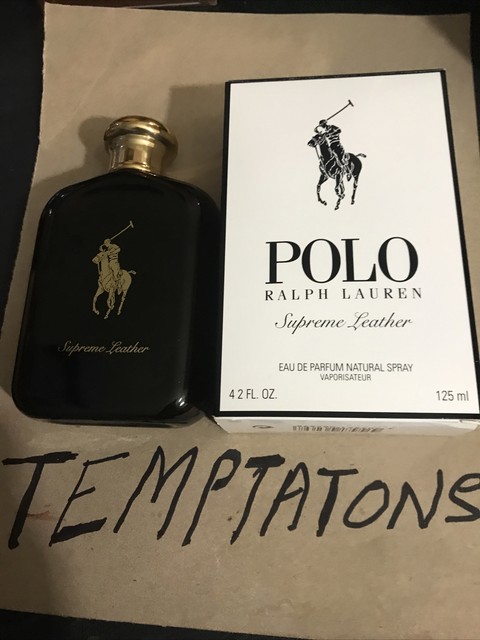 Supreme Leather
POLO
RALPH LAUREN
Supreme Leather
EAU DE PARFUM NATURAL SPRAY
VAPORISATEUR
4 2 FL. OZ.
125 ml
TEMPTATONS